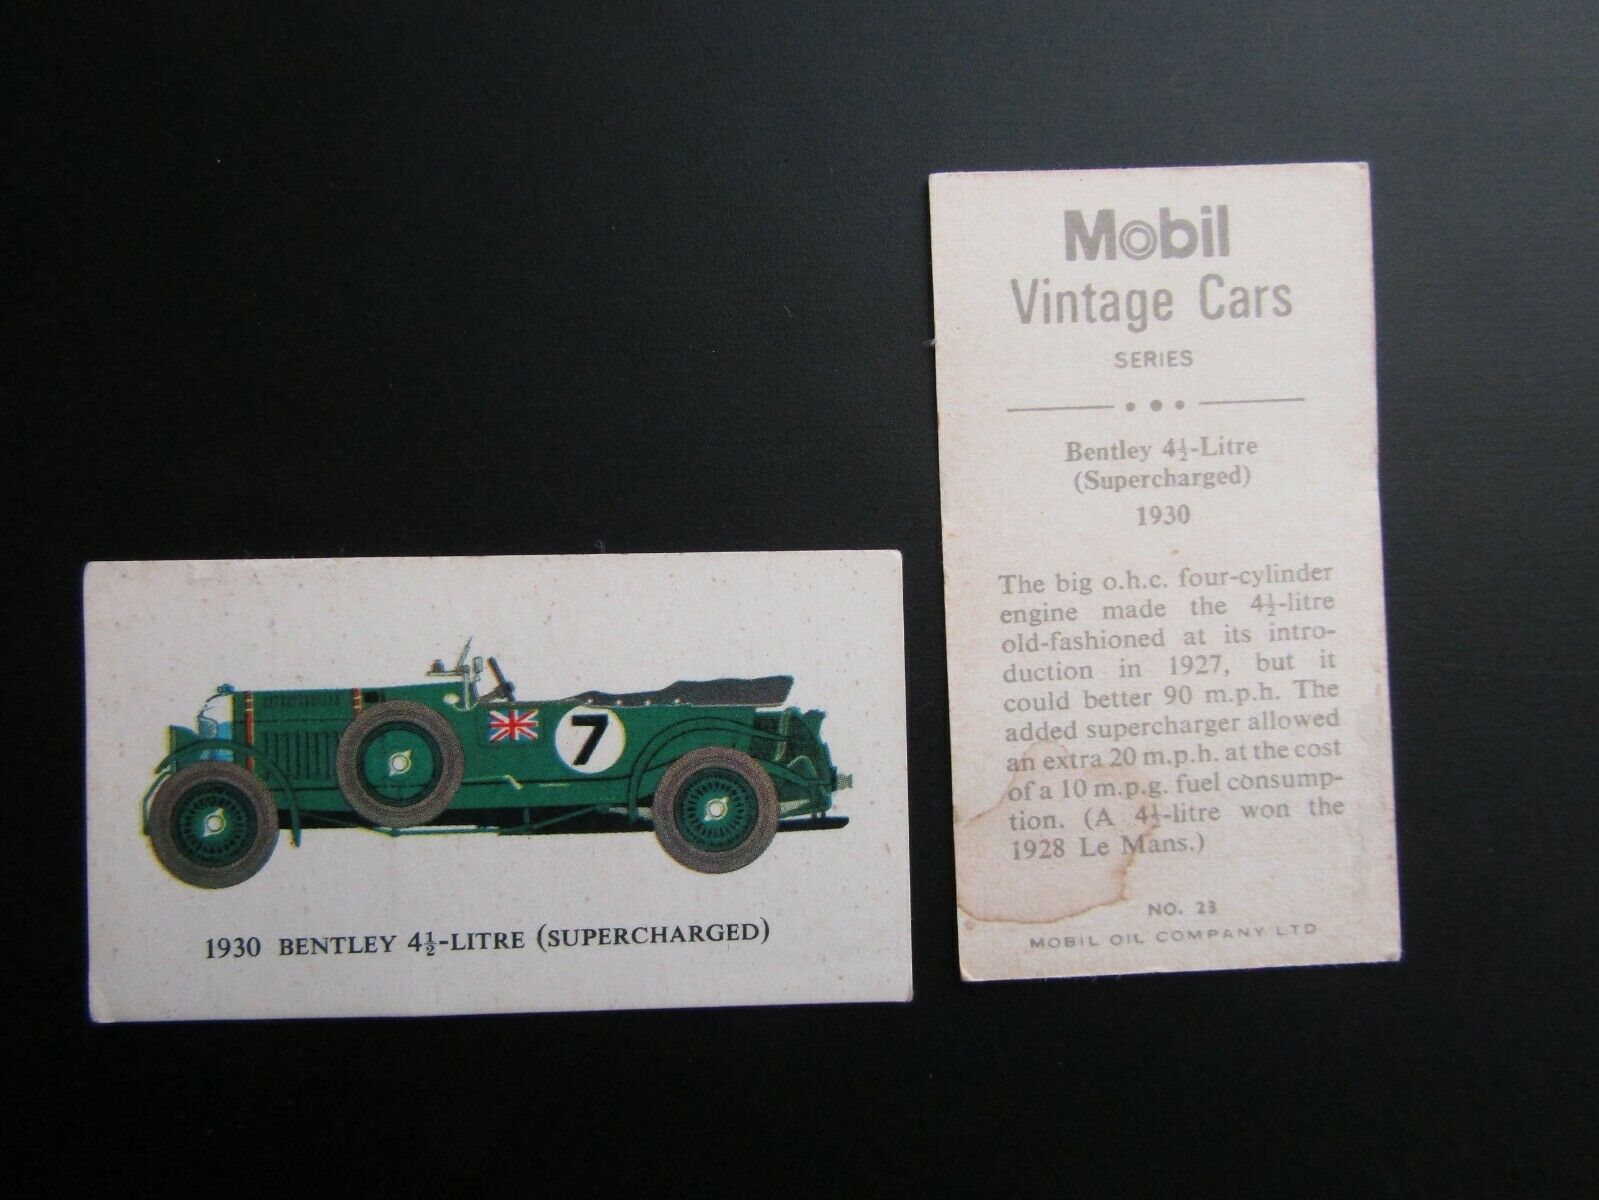 7
1930 BENTLEY 4½-LITRE (SUPERCHARGED)
Mobil
Vintage Cars
SERIES
Bentley 4½-Litre
(Supercharged)
1930
The big o.h.c. four-cylinder
engine made the 4½-litre
old-fashioned at its intro-
duction in 1927, but it
could better 90 m.p.h. The
added supercharger allowed
an extra 20 m.p.h. at the cost
of a 10 m.p.g. fuel consump-
tion. (A 4½-litre won the
1928 Le Mans.)
NO. 23
MOBIL OIL COMPANY LTD